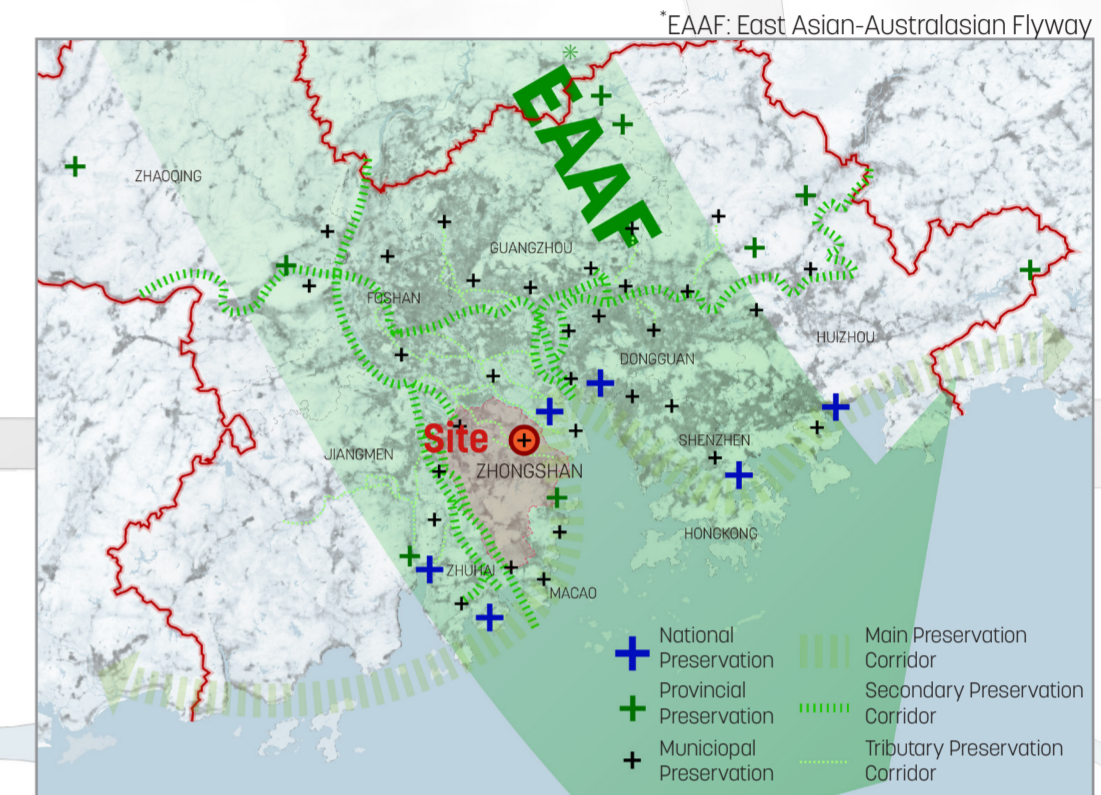 *EAAF: East Asian-Australasian Flyway
EAAF
ZHAOQING
GUANGZHOU
FOSHAN
HUIZHOU
DONGGUAN
Site
SHENZHEN
JIANGMEN
ZHONGSHAN
HONGKONG
ZHUHAI
MACAO
National
Preservation
Provincial
Preservation
Municiopal
Preservation
Main Preservation
Corridor
Secondary Preservation
Corridor
Tributary Preservation
Corridor